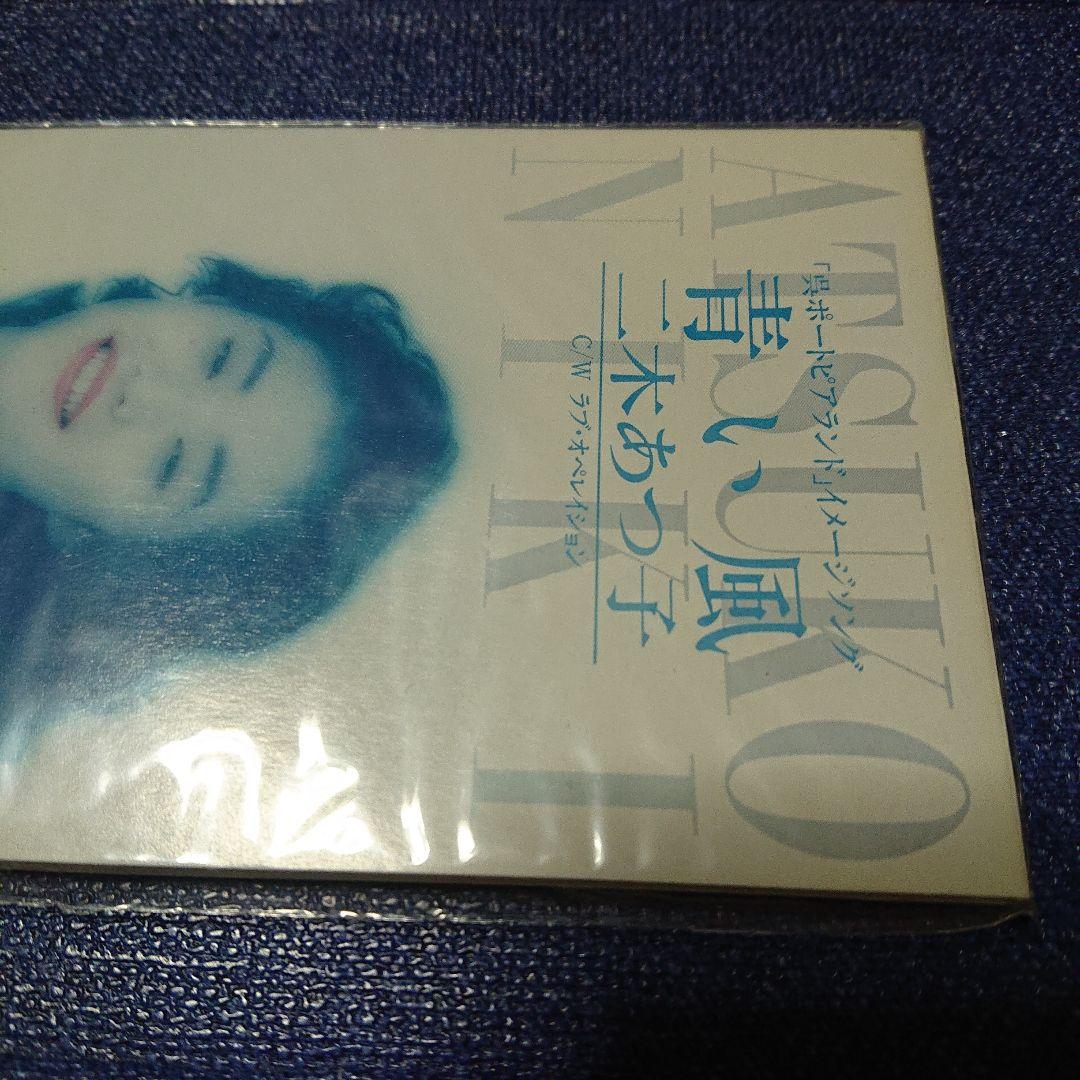 ATSUKO
NIKI
「呉ポートピアランド」イメージソング
青い、風
二木あつ子
C/W ラブ・オペレイション